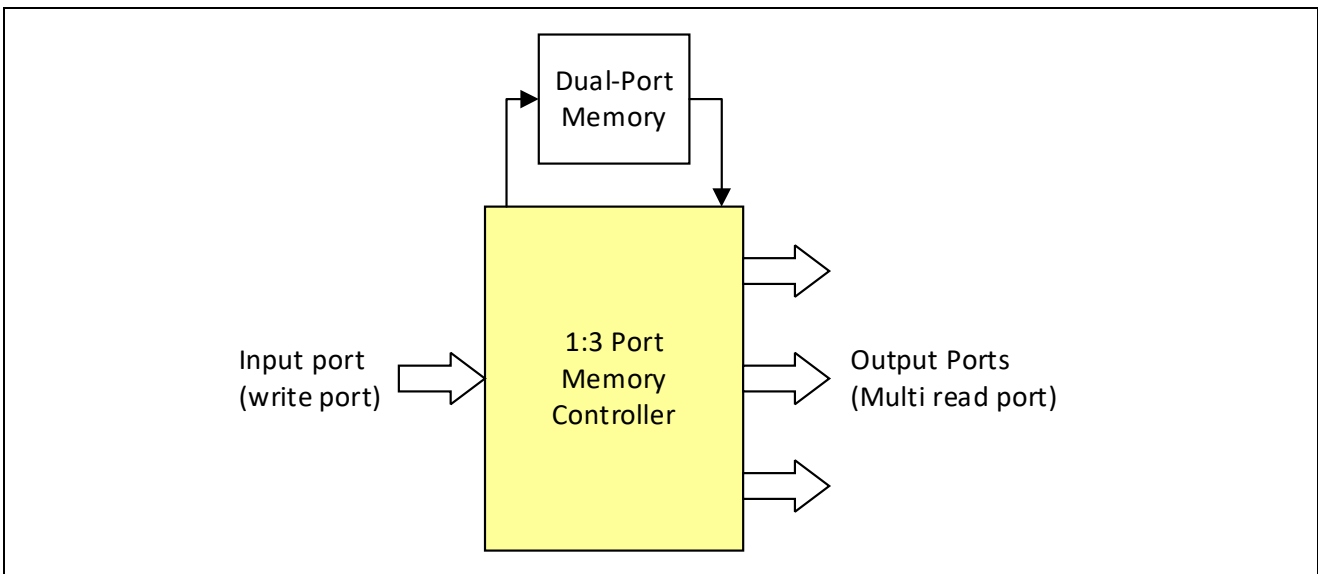 Dual-Port
Memory
1:3 Port
Memory
Controller
Input port
(write port)
Output Ports
(Multi read port)